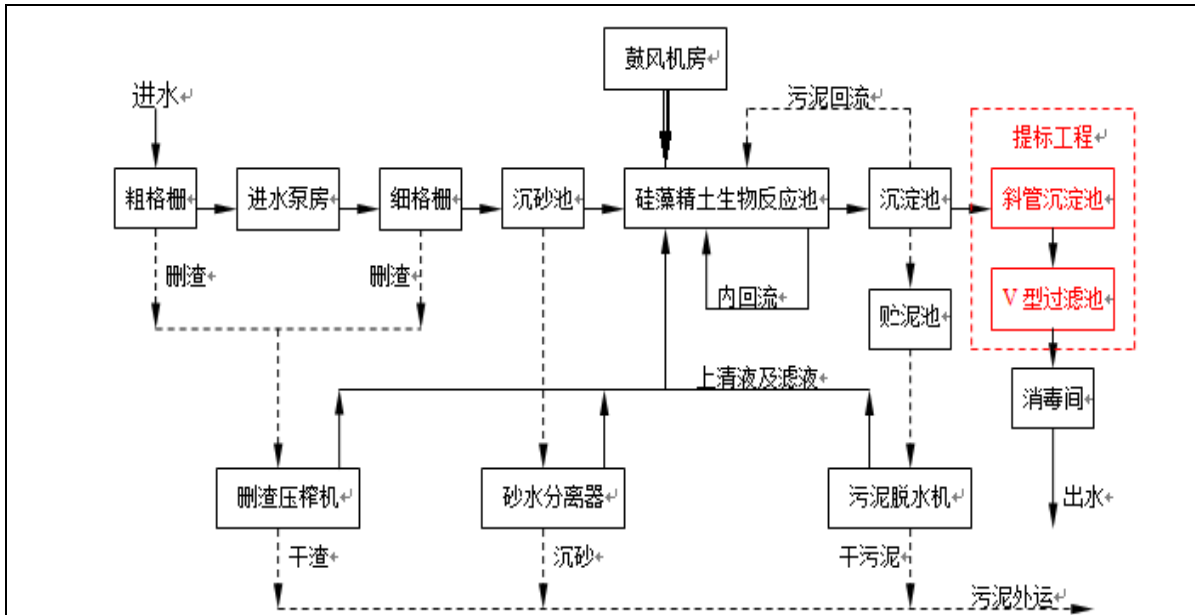 鼓风机房
进水
污泥回流
提标工程
粗格栅
进水泵房
细格栅
沉砂池
硅藻精土生物反应池
沉淀池
斜管沉淀池
删渣
删渣
内回流
贮泥池
V型过滤池
上清液及滤液
消毒间
删渣压榨机
砂水分离器
污泥脱水机
出水
干渣
沉砂
干污泥
污泥外运